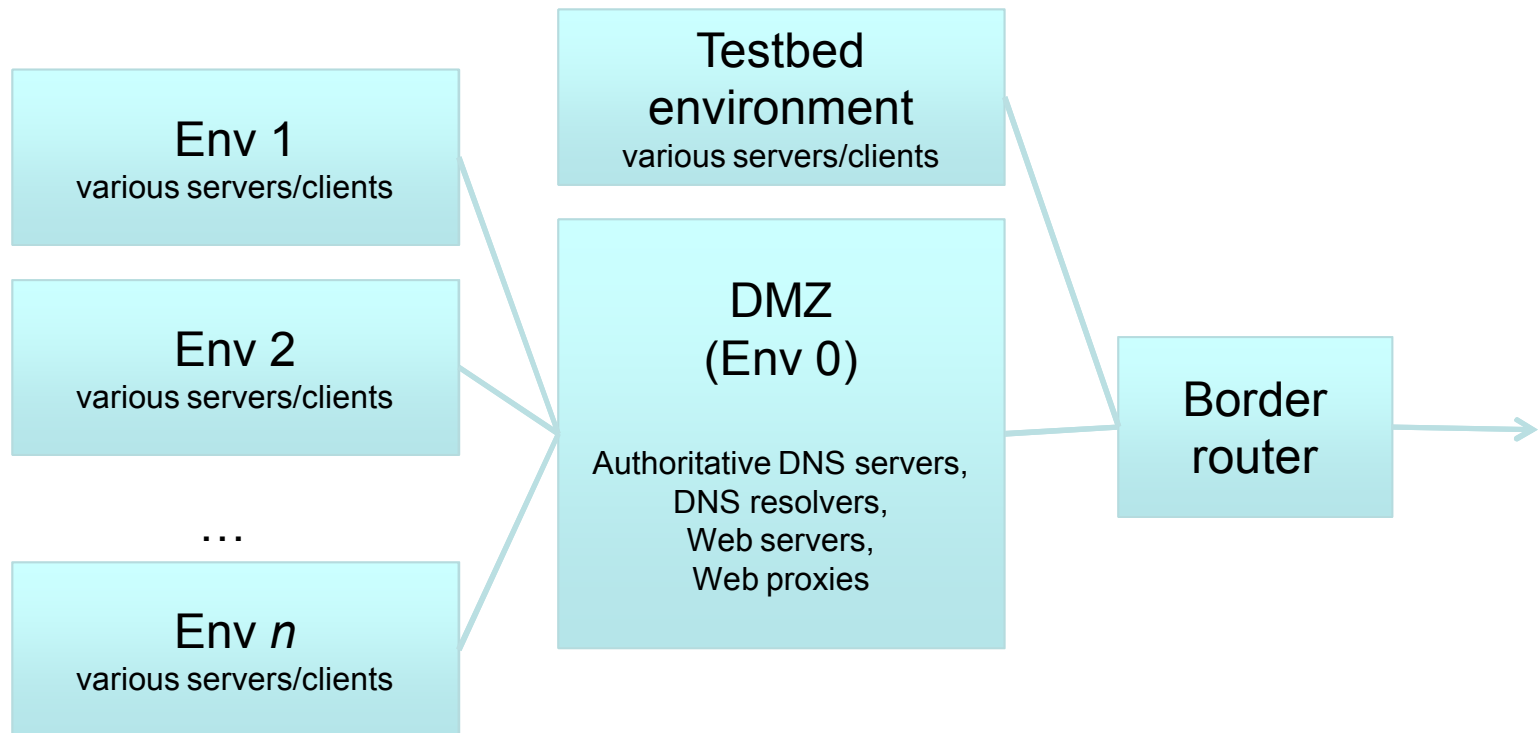 Env 1
various servers/clients
Env 2
various servers/clients
…
Env n
various servers/clients
Testbed
environment
various servers/clients
DMZ
(Env 0)
Authoritative DNS servers,
DNS resolvers,
Web servers,
Web proxies
Border
router